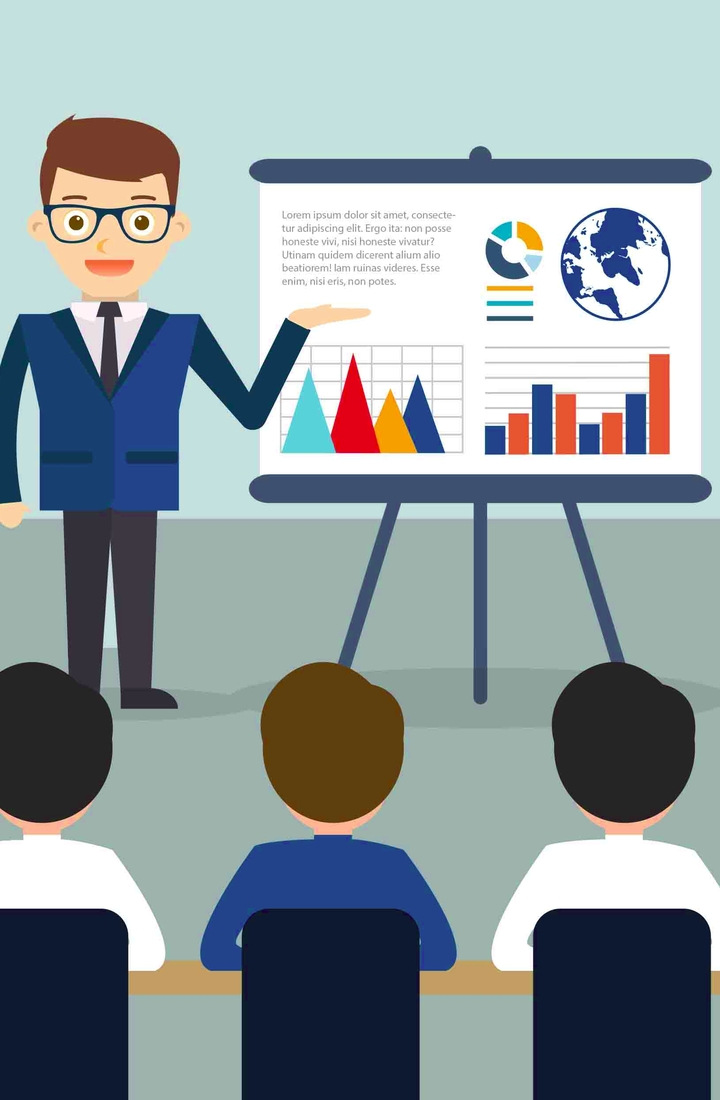 Lorem ipsum dolor sit amet, consecte-
tur adipiscing elit. Ergo ita: non posse
honeste vivi, nisi honeste vivatur?
Utinam quidem dicerent alium alio
beatiorem! Iam ruinas videres. Esse
enim, nisi eris, non potes.